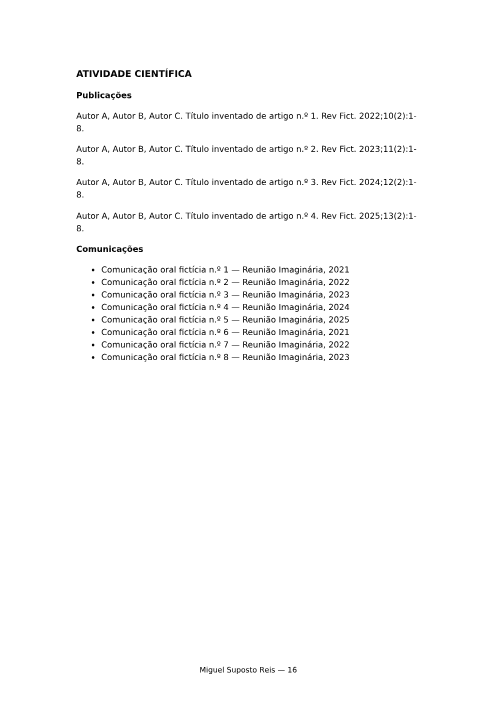 ATIVIDADE CIENTÍFICA
Publicações
Autor A, Autor B, Autor C. Título inventado de artigo n.º 1. Rev Fict. 2022;10(2):1-
8.
Autor A, Autor B, Autor C. Título inventado de artigo n.º 2. Rev Fict. 2023;11(2):1-
8.
Autor A, Autor B, Autor C. Título inventado de artigo n.º 3. Rev Fict. 2024;12(2):1-
8.
Autor A, Autor B, Autor C. Título inventado de artigo n.º 4. Rev Fict. 2025;13(2):1-
8.
Comunicações
• Comunicação oral fictícia n.º 1 — Reunião Imaginária, 2021
• Comunicação oral fictícia n.º 2 — Reunião Imaginária, 2022
• Comunicação oral fictícia n.º 3 — Reunião Imaginária, 2023
• Comunicação oral fictícia n.º 4 — Reunião Imaginária, 2024
• Comunicação oral fictícia n.º 5 — Reunião Imaginária, 2025
• Comunicação oral fictícia n.º 6 — Reunião Imaginária, 2021
• Comunicação oral fictícia n.º 7 — Reunião Imaginária, 2022
• Comunicação oral fictícia n.º 8 — Reunião Imaginária, 2023
Miguel Suposto Reis — 16